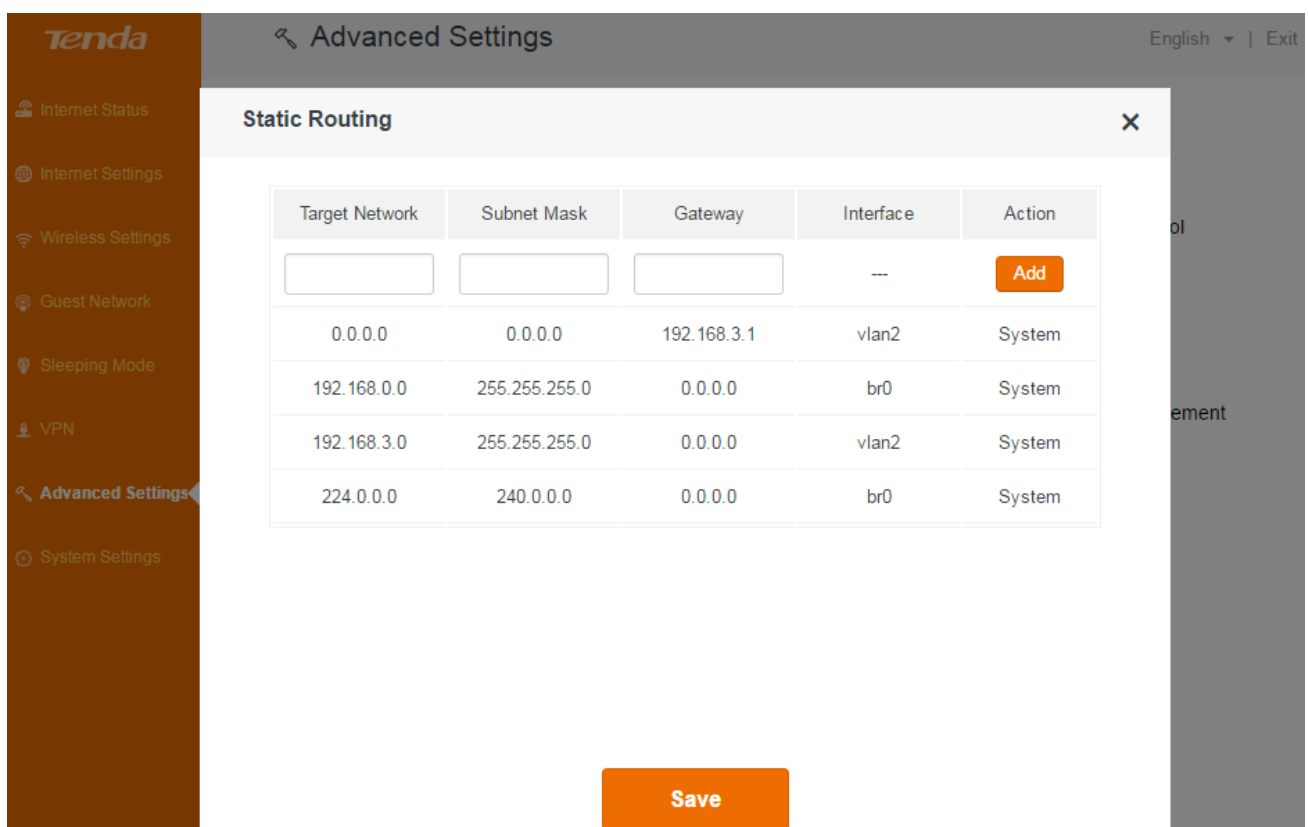 Tenda
Advanced Settings
English | Exit
Internet Status
Internet Settings
Wireless Settings
Guest Network
Sleeping Mode
VPN
Advanced Settings
System Settings
Static Routing
Target Network Subnet Mask Gateway Interface Action
--- Add
0.0.0.0 0.0.0.0 192.168.3.1 vlan2 System
192.168.0.0 255.255.255.0 0.0.0.0 br0 System
192.168.3.0 255.255.255.0 0.0.0.0 vlan2 System
224.0.0.0 240.0.0.0 0.0.0.0 br0 System
ol
ement
Save